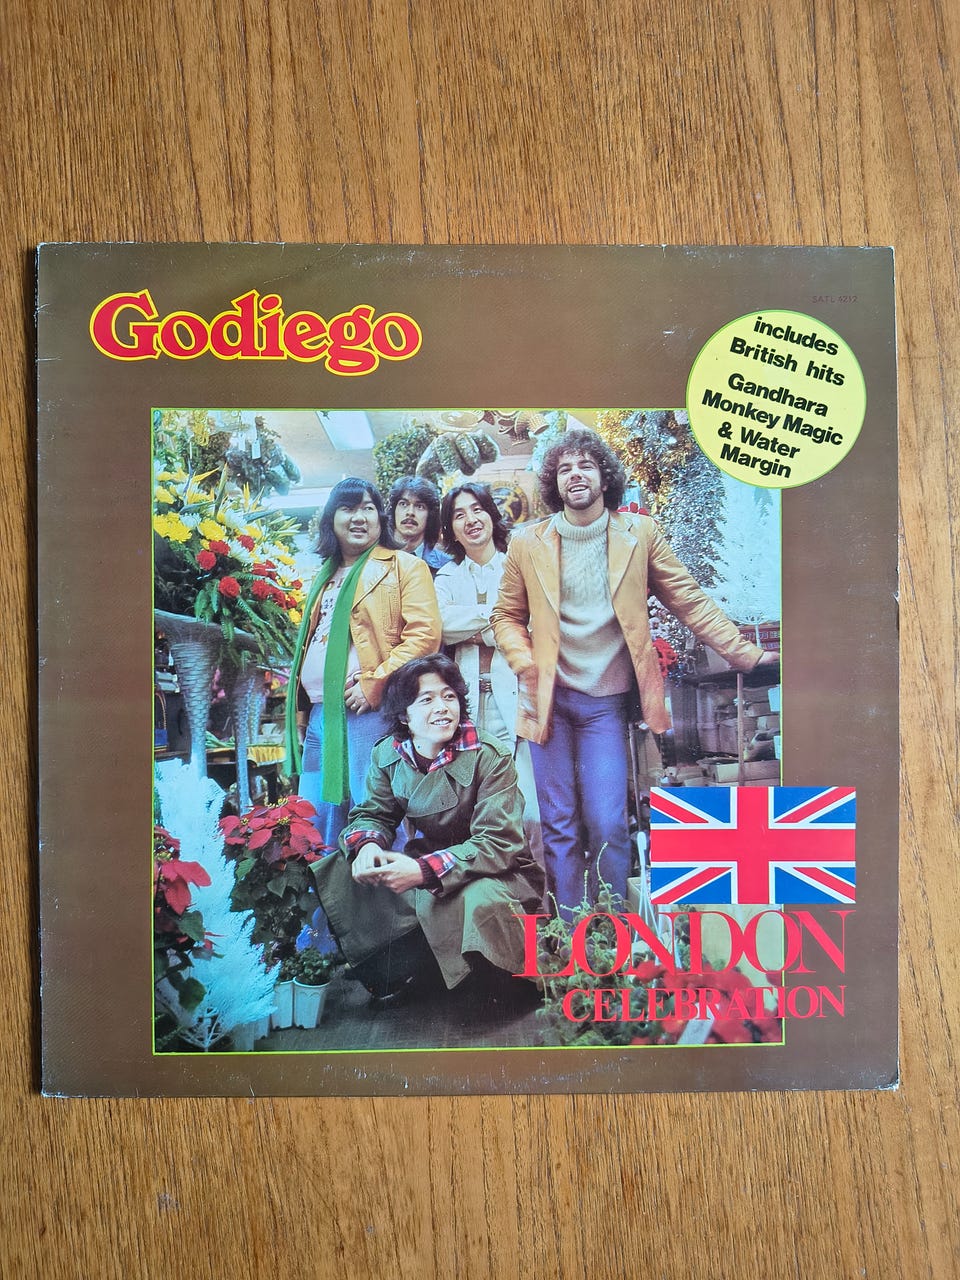 Godiego
SATL 4212
includes
British hits
Gandhara
Monkey Magic
& Water
Margin
LONDON
CELEBRATION